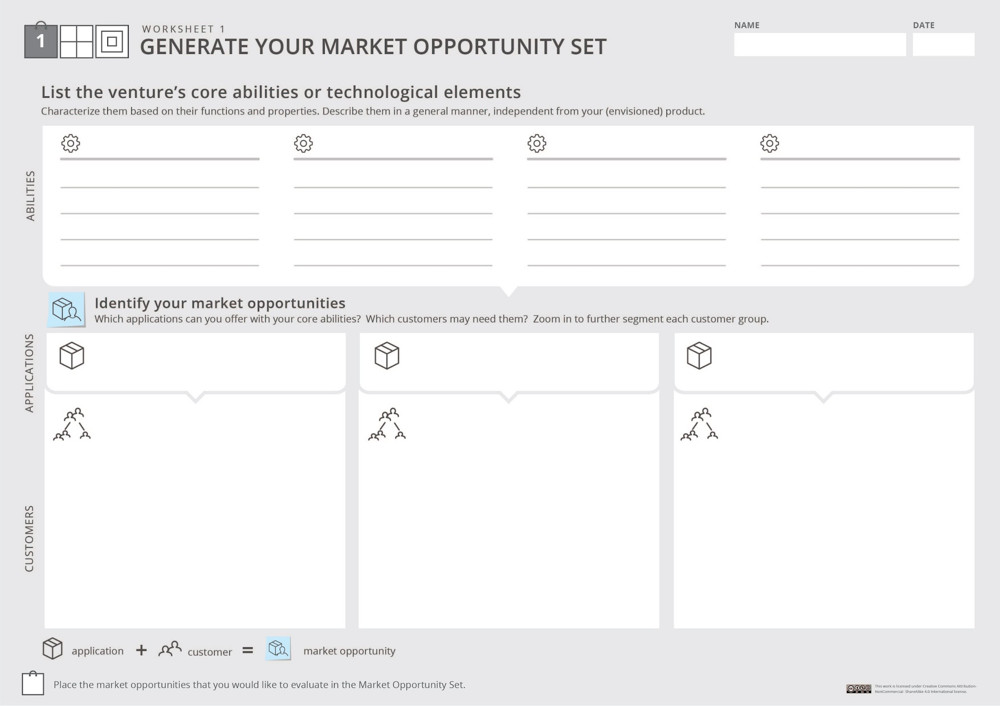 1
WORKSHEET 1
GENERATE YOUR MARKET OPPORTUNITY SET
NAME
DATE
List the venture’s core abilities or technological elements
Characterize them based on their functions and properties. Describe them in a general manner, independent from your (envisioned) product.
ABILITIES
Identify your market opportunities
Which applications can you offer with your core abilities?  Which customers may need them?  Zoom in to further segment each customer group.
APPLICATIONS
CUSTOMERS
application + customer = market opportunity
Place the market opportunities that you would like to evaluate in the Market Opportunity Set.
cc BY NC SA
This work is licensed under Creative Commons Attribution-
NonCommercial- ShareAlike 4.0 International license.